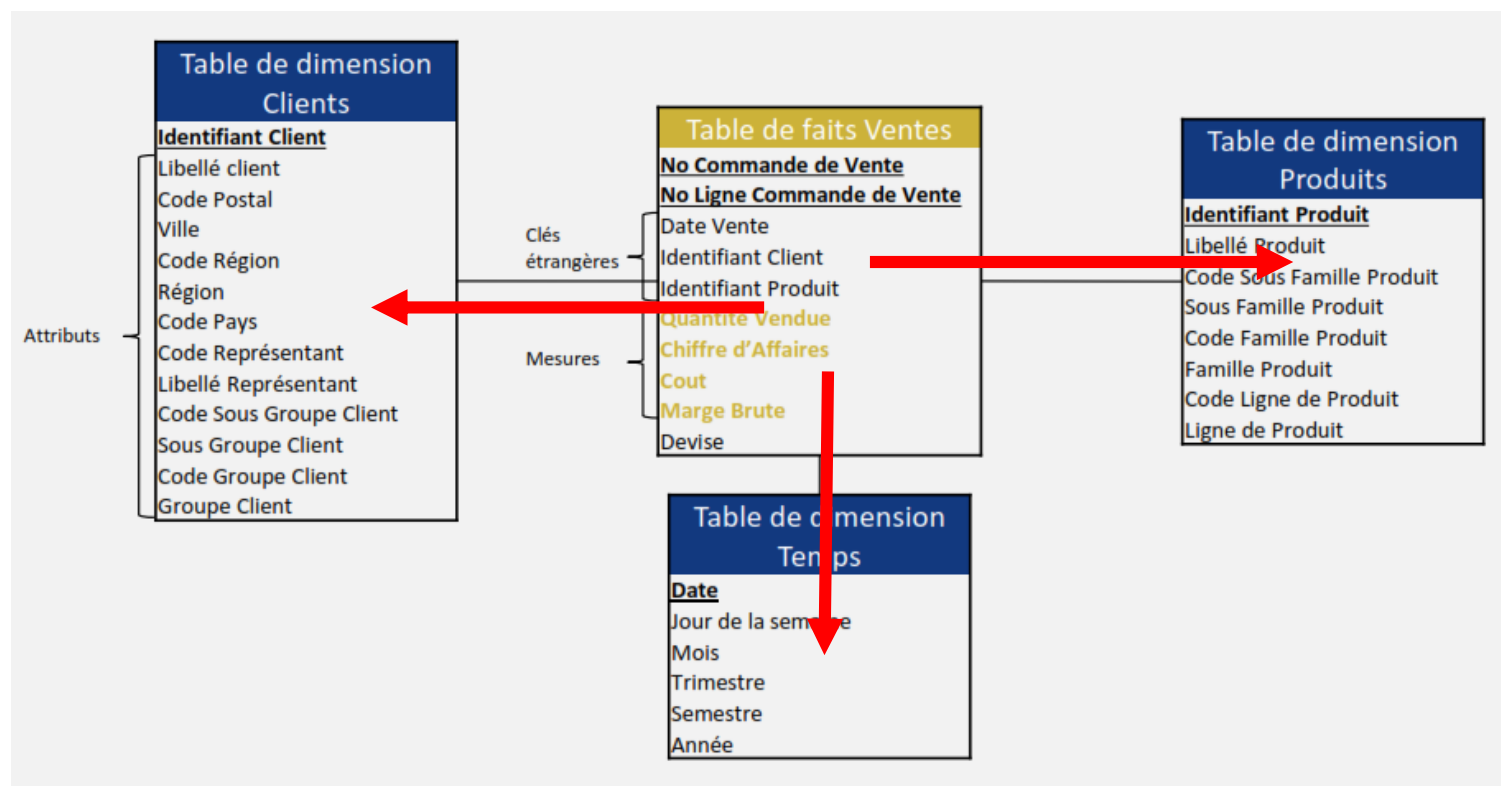 Table de dimension
Clients
Identifiant Client
Libellé client
Code Postal
Ville
Code Région
Région
Code Pays
Code Représentant
Libellé Représentant
Code Sous Groupe Client
Sous Groupe Client
Code Groupe Client
Groupe Client
Attributs
Table de faits Ventes
No Commande de Vente
No Ligne Commande de Vente
Date Vente
Identifiant Client
Identifiant Produit
Quantité Vendue
Chiffre d'Affaires
Cout
Marge Brute
Devise
Clés
étrangères
Mesures
Table de dimension
Produits
Identifiant Produit
Libellé Produit
Code Sous Famille Produit
Sous Famille Produit
Code Famille Produit
Famille Produit
Code Ligne de Produit
Ligne de Produit
Table de dimension
Temps
Date
Jour de la semaine
Mois
Trimestre
Semestre
Année